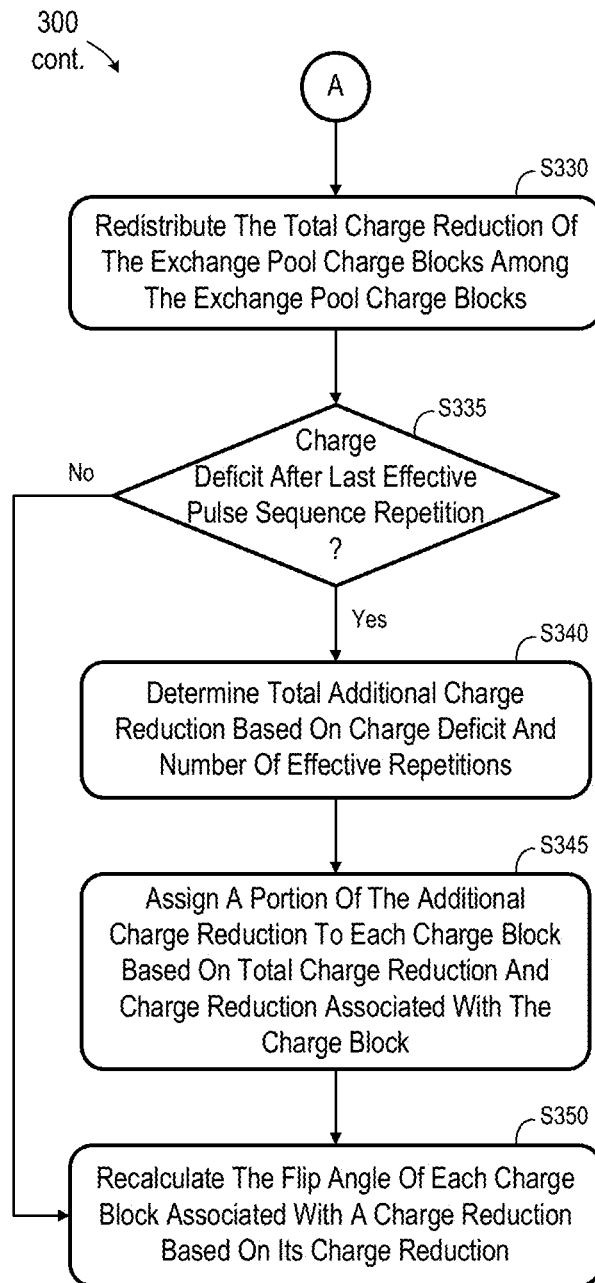 300
cont.
A
S330
Redistribute The Total Charge Reduction Of
The Exchange Pool Charge Blocks Among
The Exchange Pool Charge Blocks
S335
Charge
Deficit After Last Effective
Pulse Sequence Repetition
?
No
Yes
S340
Determine Total Additional Charge
Reduction Based On Charge Deficit And
Number Of Effective Repetitions
S345
Assign A Portion Of The Additional
Charge Reduction To Each Charge Block
Based On Total Charge Reduction And
Charge Reduction Associated With The
Charge Block
S350
Recalculate The Flip Angle Of Each Charge
Block Associated With A Charge Reduction
Based On Its Charge Reduction